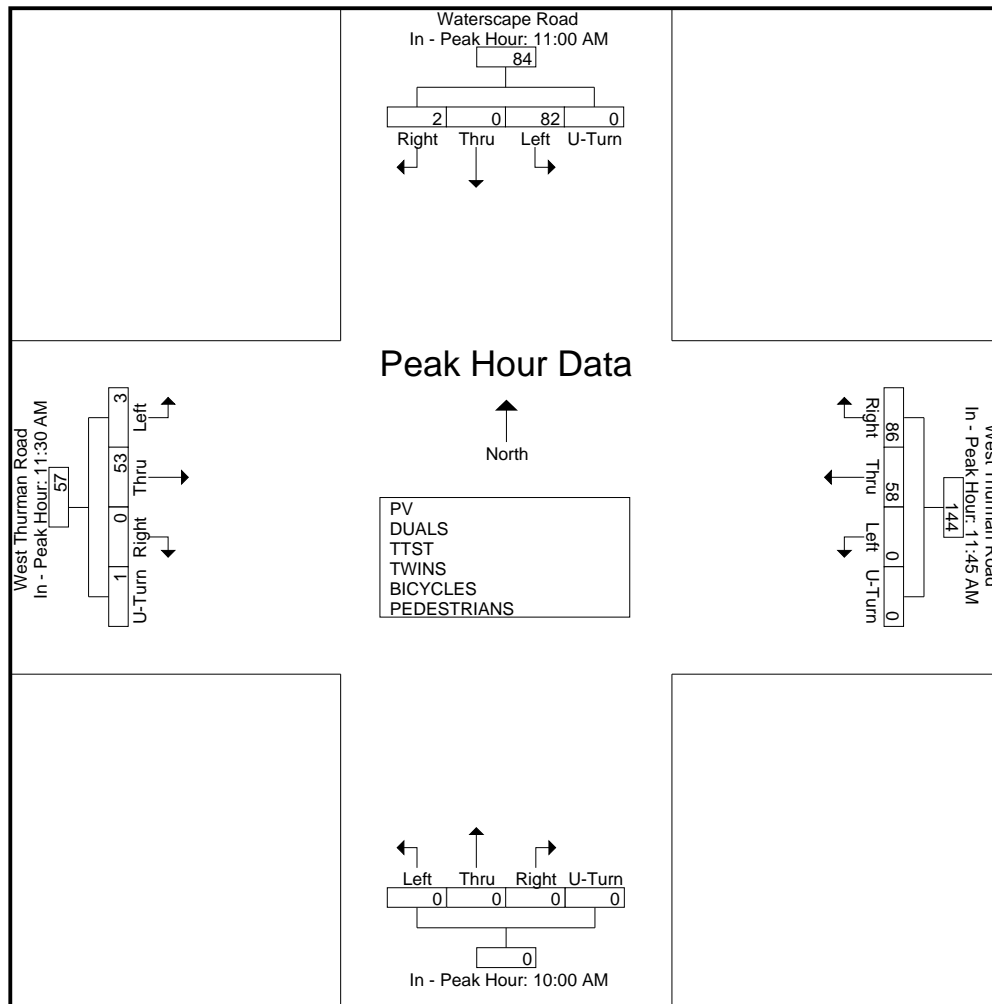 Waterscape Road
In - Peak Hour: 11:00 AM
84
2 0 82 0
Right Thru Left U-Turn
Peak Hour Data
North
West Thurman Road
In - Peak Hour: 11:30 AM
57
3 53 0 1
Left Thru Right U-Turn
PV
DUALS
TTST
TWINS
BICYCLES
PEDESTRIANS
West Thurman Road
In - Peak Hour: 11:45 AM
144
86 58 0 0
Right Thru Left U-Turn
Left Thru Right U-Turn
0 0 0 0
0
In - Peak Hour: 10:00 AM